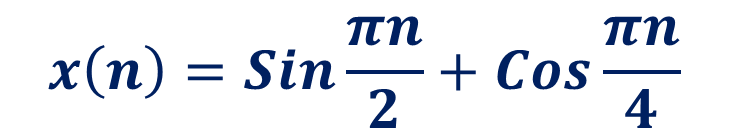 x(n) = Sin πn/2 + Cos πn/4